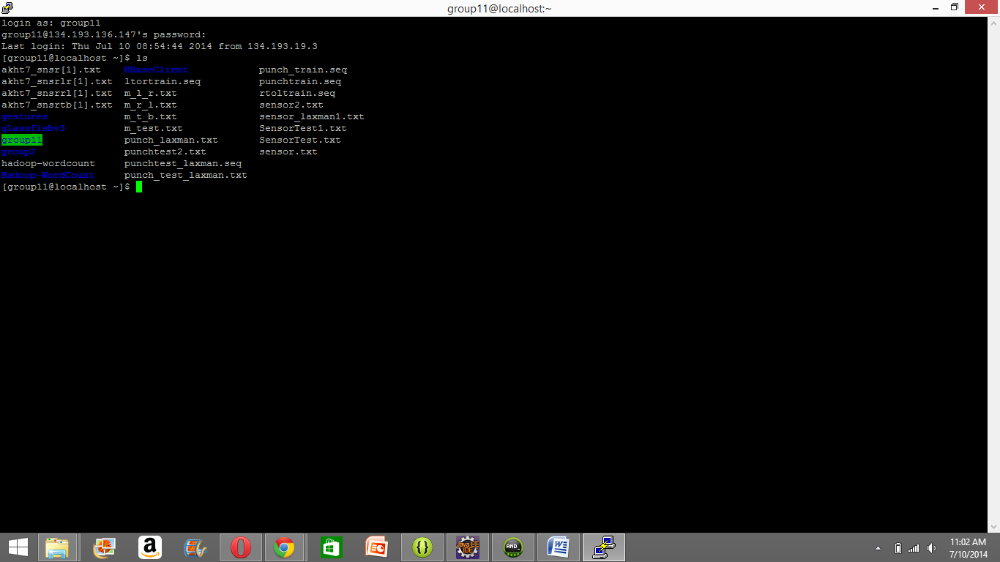 group11@localhost:~
login as: group11
group11@134.193.136.147's password:
Last login: Thu Jul 10 08:54:44 2014 from 134.193.19.3
[group11@localhost ~]$ ls
akht7_snsr[1].txt HBaseClient punch_train.seq
akht7_snsrlr[1].txt ltortrain.seq punchtrain.seq
akht7_snsrrl[1].txt m_l_r.txt rtoltrain.seq
akht7_snsrtb[1].txt m_r_l.txt sensor2.txt
gestures m_t_b.txt sensor_laxman1.txt
glassfishv3 m_test.txt SensorTest1.txt
group11 punch_laxman.txt SensorTest.txt
group2 punchtest2.txt sensor.txt
hadoop-wordcount punchtest_laxman.seq
Hadoop-WordCount punch_test_laxman.txt
[group11@localhost ~]$
a
Java EE
IDE
AND_
11:02 AM
7/10/2014